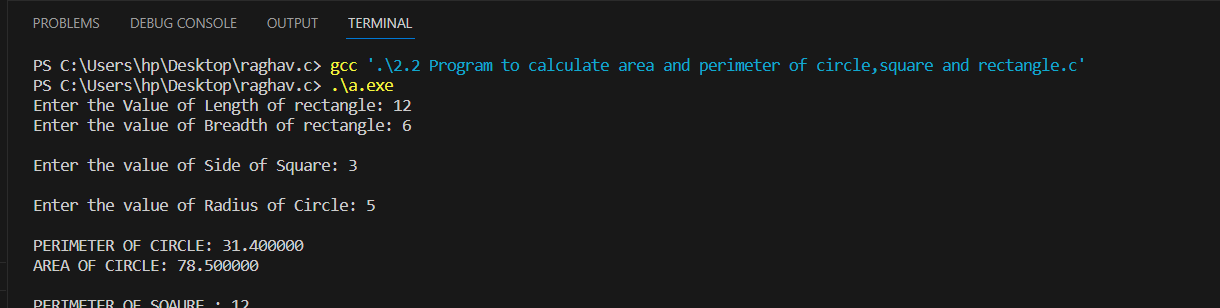 PROBLEMS DEBUG CONSOLE OUTPUT TERMINAL
PS C:\Users\hp\Desktop\raghav.c> gcc '.\2.2 Program to calculate area and perimeter of circle,square and rectangle.c'
PS C:\Users\hp\Desktop\raghav.c> .\a.exe
Enter the Value of Length of rectangle: 12
Enter the value of Breadth of rectangle: 6
Enter the value of Side of Square: 3
Enter the value of Radius of Circle: 5
PERIMETER OF CIRCLE: 31.400000
AREA OF CIRCLE: 78.500000
PERIMETER OF SQAURE : 12